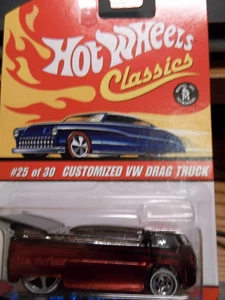 Hot Wheels
Classics
#25 of 30 CUSTOMIZED VW DRAG TRUCK